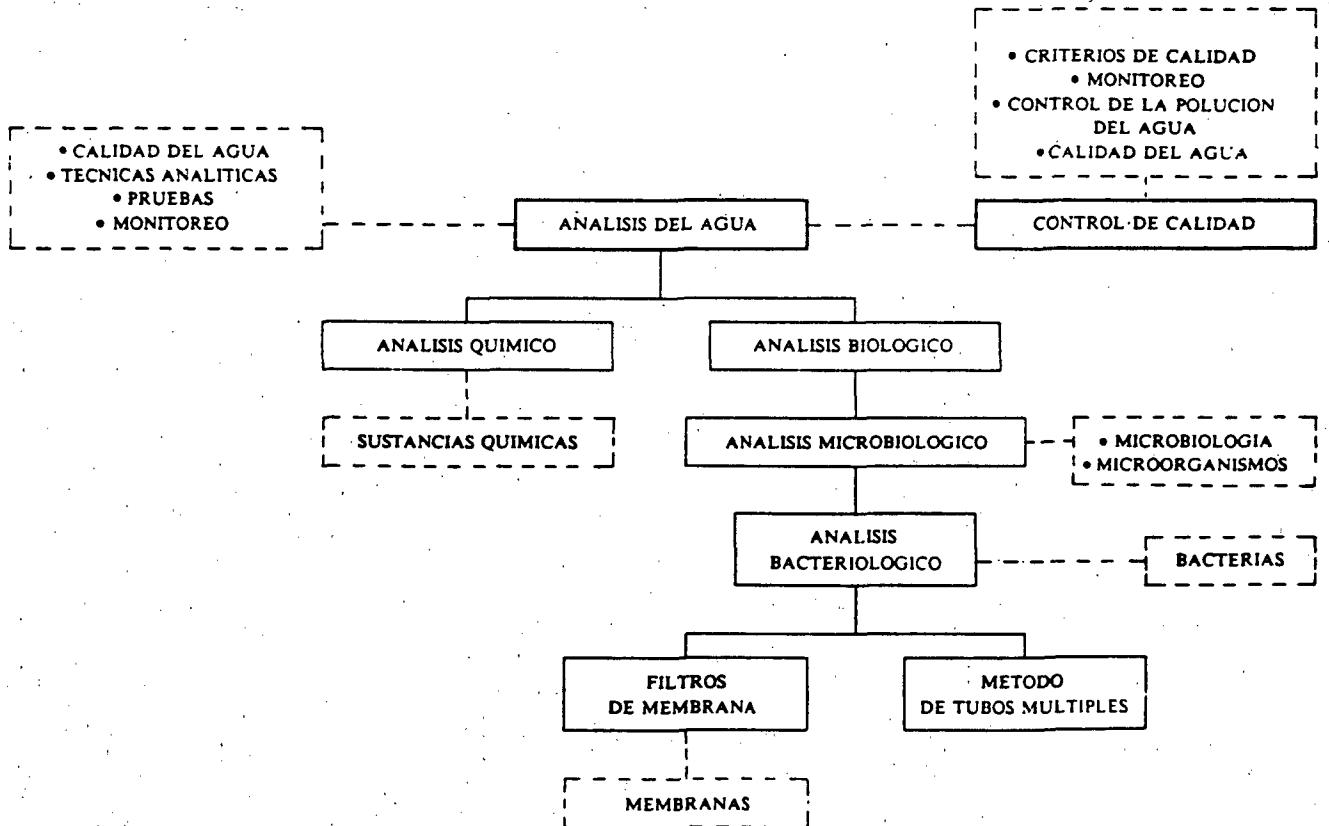 • CRITERIOS DE CALIDAD
• MONITOREO
• CONTROL DE LA POLUCION
DEL AGUA
• CALIDAD DEL AGUA
• CALIDAD DEL AGUA
• TECNICAS ANALITICAS
• PRUEBAS
• MONITOREO
ANALISIS DEL AGUA
CONTROL DE CALIDAD
ANALISIS QUIMICO
ANALISIS BIOLOGICO
SUSTANCIAS QUIMICAS
ANALISIS MICROBIOLOGICO
• MICROBIOLOGIA
• MICROORGANISMOS
ANALISIS
BACTERIOLOGICO
BACTERIAS
FILTROS
DE MEMBRANA
METODO
DE TUBOS MULTIPLES
MEMBRANAS